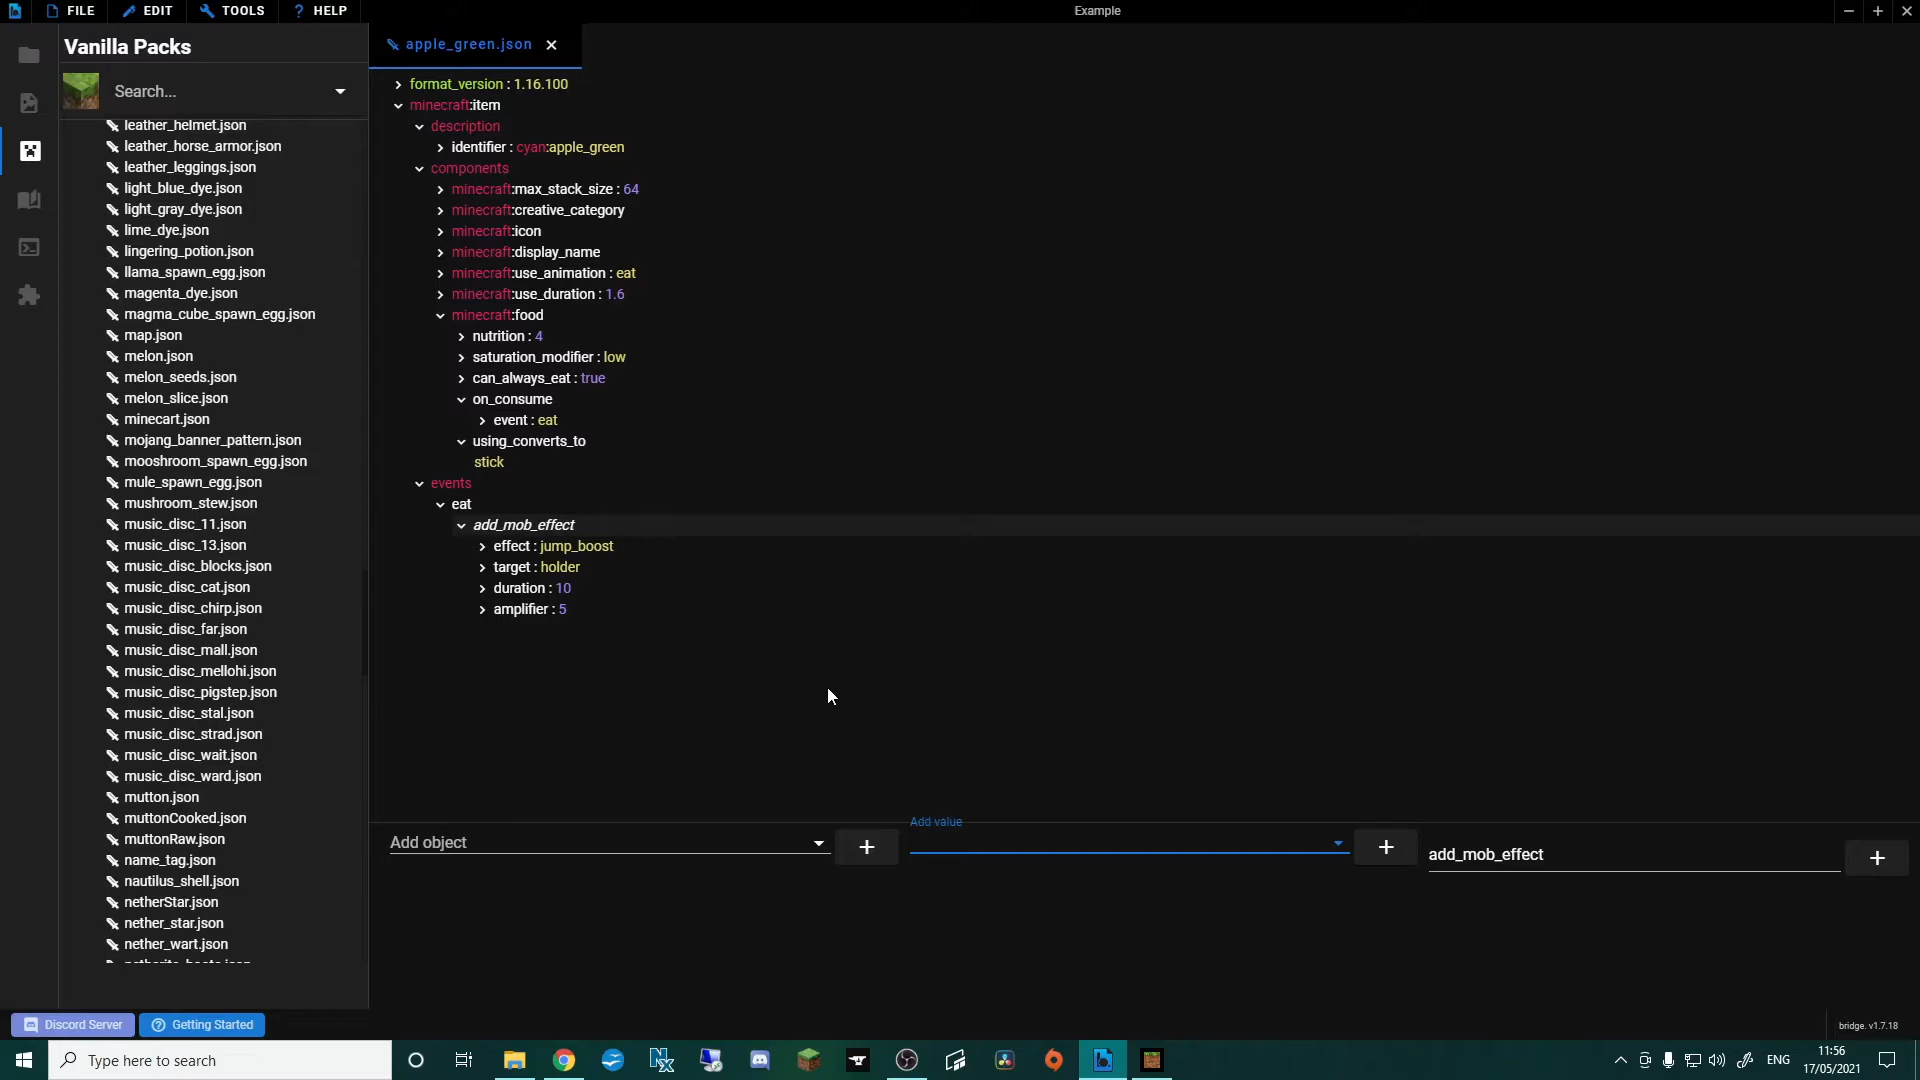 FILE EDIT TOOLS HELP Example
Vanilla Packs
Search...
leather_helmet.json
leather_horse_armor.json
leather_leggings.json
light_blue_dye.json
light_gray_dye.json
lime_dye.json
lingering_potion.json
llama_spawn_egg.json
magenta_dye.json
magma_cube_spawn_egg.json
map.json
melon.json
melon_seeds.json
melon_slice.json
minecart.json
mojang_banner_pattern.json
mooshroom_spawn_egg.json
mule_spawn_egg.json
mushroom_stew.json
music_disc_11.json
music_disc_13.json
music_disc_blocks.json
music_disc_cat.json
music_disc_chirp.json
music_disc_far.json
music_disc_mall.json
music_disc_mellohi.json
music_disc_pigstep.json
music_disc_stal.json
music_disc_strad.json
music_disc_wait.json
music_disc_ward.json
mutton.json
muttonCooked.json
muttonRaw.json
name_tag.json
nautilus_shell.json
netherStar.json
nether_star.json
nether_wart.json
apple_green.json
format_version : 1.16.100
minecraft:item
description
identifier : cyan:apple_green
components
minecraft:max_stack_size : 64
minecraft:creative_category
minecraft:icon
minecraft:display_name
minecraft:use_animation : eat
minecraft:use_duration : 1.6
minecraft:food
nutrition : 4
saturation_modifier : low
can_always_eat : true
on_consume
event : eat
using_converts_to
stick
events
eat
add_mob_effect
effect : jump_boost
target : holder
duration : 10
amplifier : 5
Add object
Add value
add_mob_effect
Discord Server
Getting Started
bridge. v1.7.18
Type here to search
ENG
11:56
17/05/2021